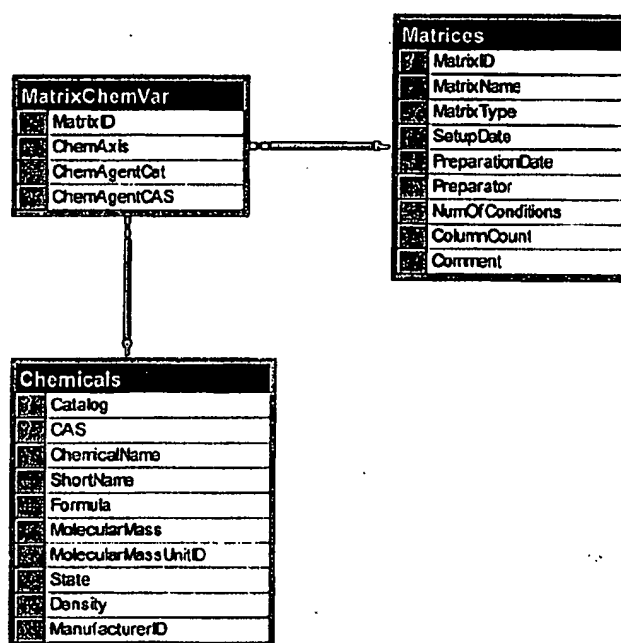 Matrices
MatrixID
MatrixName
MatrixType
SetupDate
PreparationDate
Preparator
NumOfConditions
ColumnCount
Comment
MatrixChemVar
MatrixID
ChemAxis
ChemAgentCat
ChemAgentCAS
Chemicals
Catalog
CAS
ChemicalName
ShortName
Formula
MolecularMass
MolecularMassUnitID
State
Density
ManufacturerID